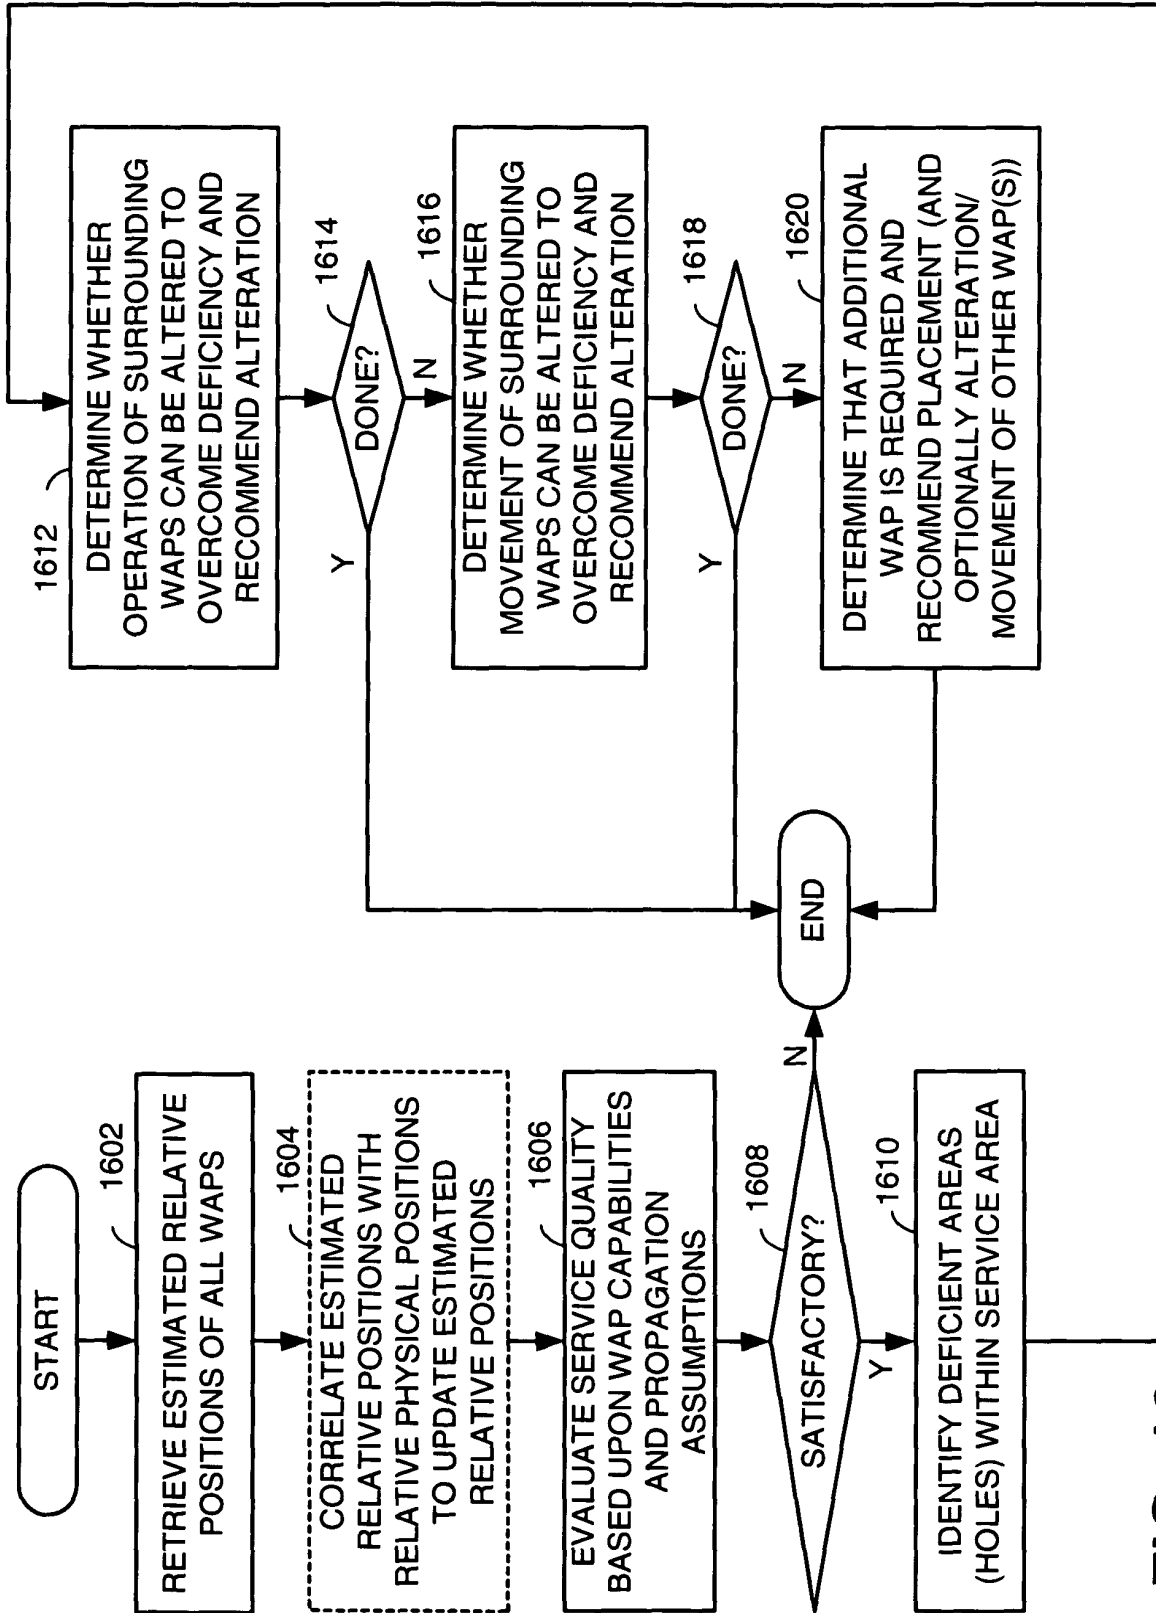 START
1602
RETRIEVE ESTIMATED RELATIVE
POSITIONS OF ALL WAPS
1604
CORRELATE ESTIMATED
RELATIVE POSITIONS WITH
RELATIVE PHYSICAL POSITIONS
TO UPDATE ESTIMATED
RELATIVE POSITIONS
1606
EVALUATE SERVICE QUALITY
BASED UPON WAP CAPABILITIES
AND PROPAGATION
ASSUMPTIONS
1608
SATISFACTORY?
N
Y
1610
IDENTIFY DEFICIENT AREAS
(HOLES) WITHIN SERVICE AREA
END
1612
DETERMINE WHETHER
OPERATION OF SURROUNDING
WAPS CAN BE ALTERED TO
OVERCOME DEFICIENCY AND
RECOMMEND ALTERATION
1614
DONE?
Y
N
1616
DETERMINE WHETHER
MOVEMENT OF SURROUNDING
WAPS CAN BE ALTERED TO
OVERCOME DEFICIENCY AND
RECOMMEND ALTERATION
1618
DONE?
Y
N
1620
DETERMINE THAT ADDITIONAL
WAP IS REQUIRED AND
RECOMMEND PLACEMENT (AND
OPTIONALLY ALTERATION/
MOVEMENT OF OTHER WAP(S))